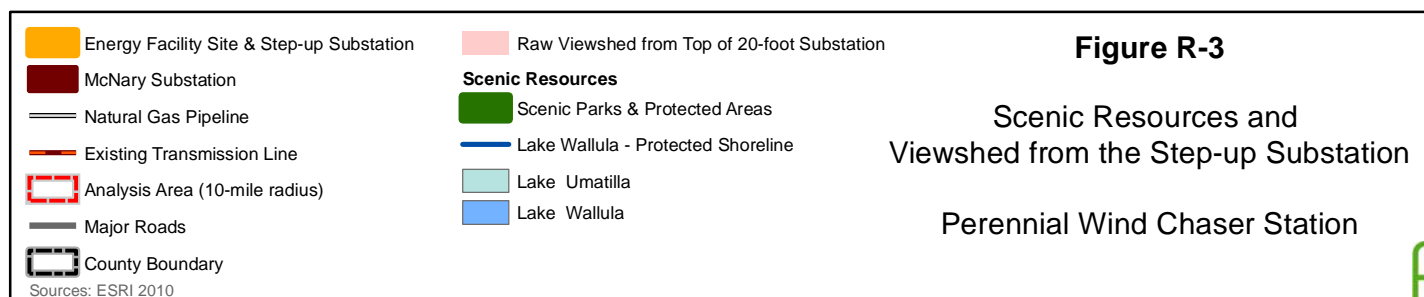 Energy Facility Site & Step-up Substation
McNary Substation
Natural Gas Pipeline
Existing Transmission Line
Analysis Area (10-mile radius)
Major Roads
County Boundary
Sources: ESRI 2010
Raw Viewshed from Top of 20-foot Substation
Scenic Resources
Scenic Parks & Protected Areas
Lake Wallula - Protected Shoreline
Lake Umatilla
Lake Wallula
Figure R-3
Scenic Resources and
Viewshed from the Step-up Substation
Perennial Wind Chaser Station